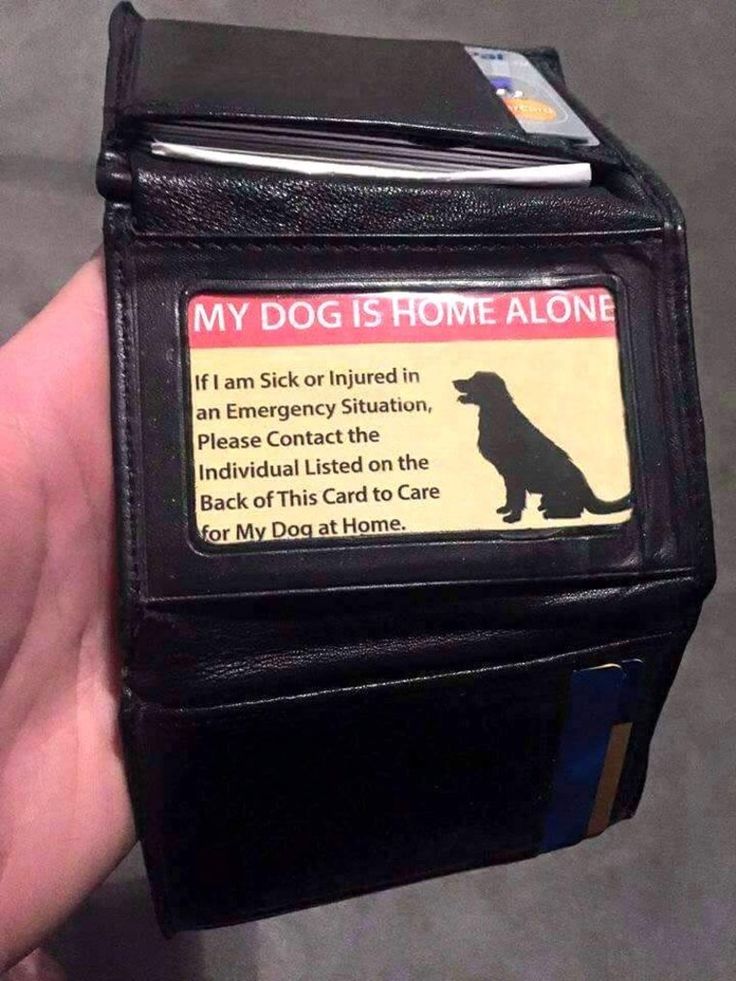 MY DOG IS HOME ALONE
If I am Sick or Injured in
an Emergency Situation,
Please Contact the
Individual Listed on the
Back of This Card to Care
for My Dog at Home.